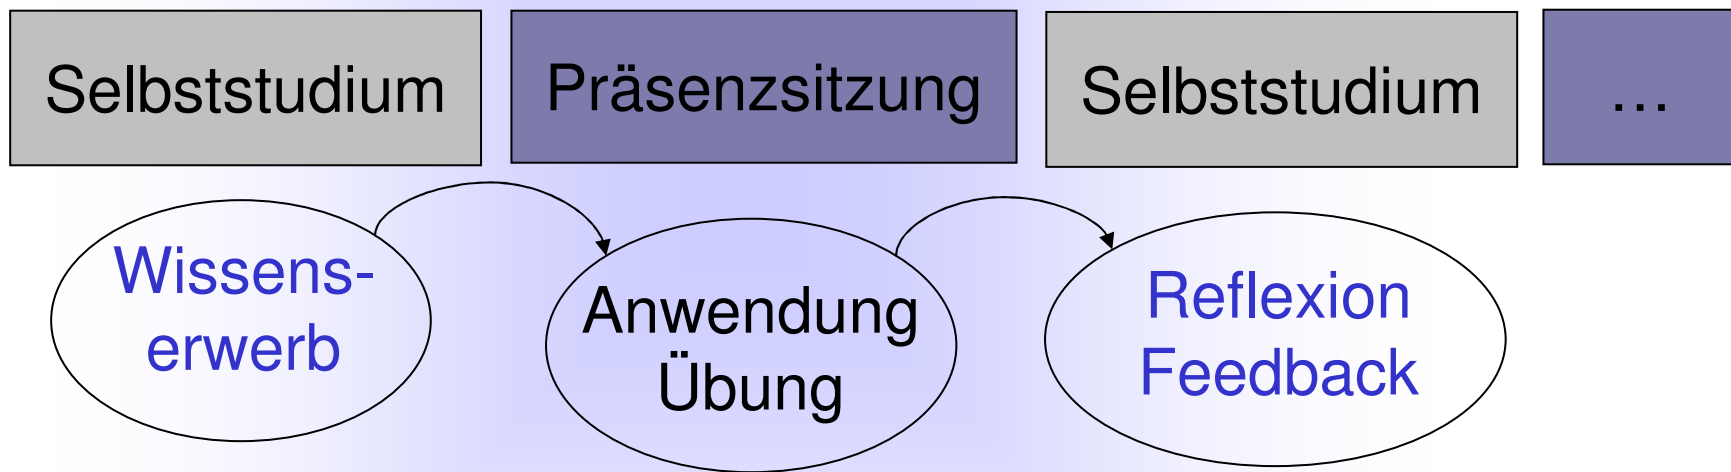 Selbststudium
Präsenzsitzung
Selbststudium
...
Wissens-
erwerb
Anwendung
Übung
Reflexion
Feedback